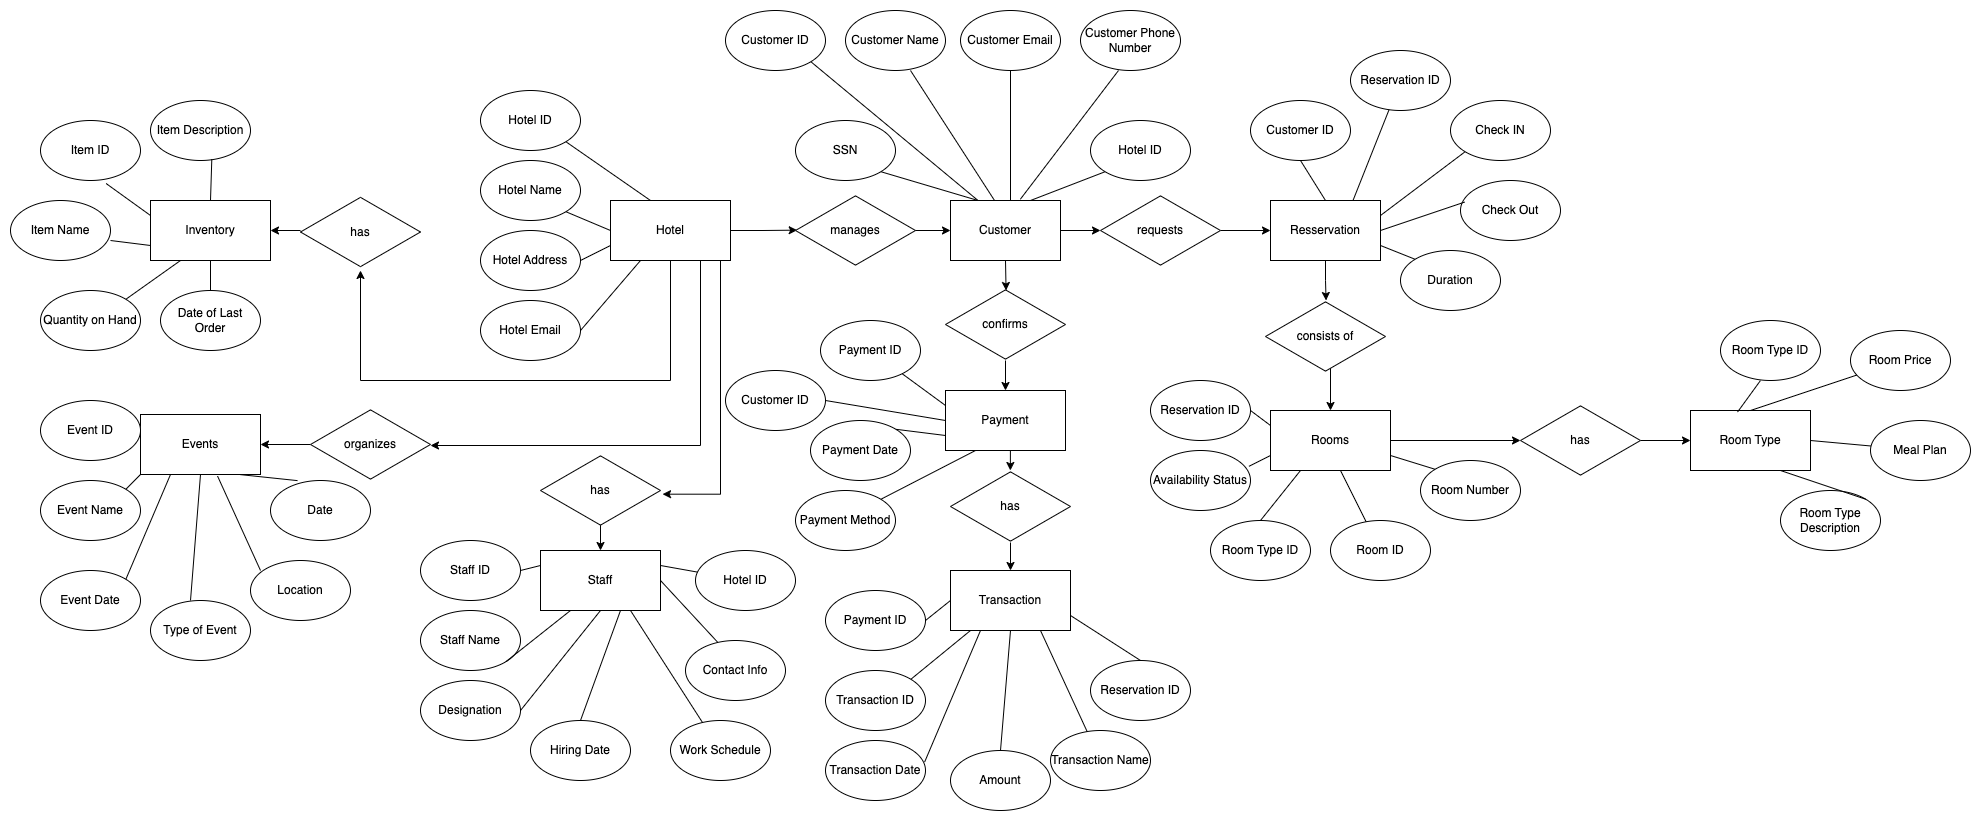 Customer ID
Customer Name
Customer Email
Customer Phone
Number
Reservation ID
Hotel ID
Item Description
Item ID
SSN
Hotel ID
Customer ID
Check IN
Hotel Name
Check Out
Item Name
Inventory
has
Hotel
manages
Customer
requests
Resservation
Hotel Address
Duration
Quantity on Hand
Date of Last
Order
Hotel Email
confirms
consists of
Payment ID
Room Type ID
Room Price
Customer ID
Reservation ID
Payment
Event ID
Events
organizes
Payment Date
Rooms
has
Room Type
Meal Plan
Availability Status
Room Number
has
Event Name
Date
Payment Method
has
Room Type
Description
Room Type ID
Room ID
Staff ID
Staff
Hotel ID
Event Date
Location
Transaction
Type of Event
Payment ID
Staff Name
Contact Info
Reservation ID
Designation
Transaction ID
Hiring Date
Work Schedule
Transaction Date
Amount
Transaction Name